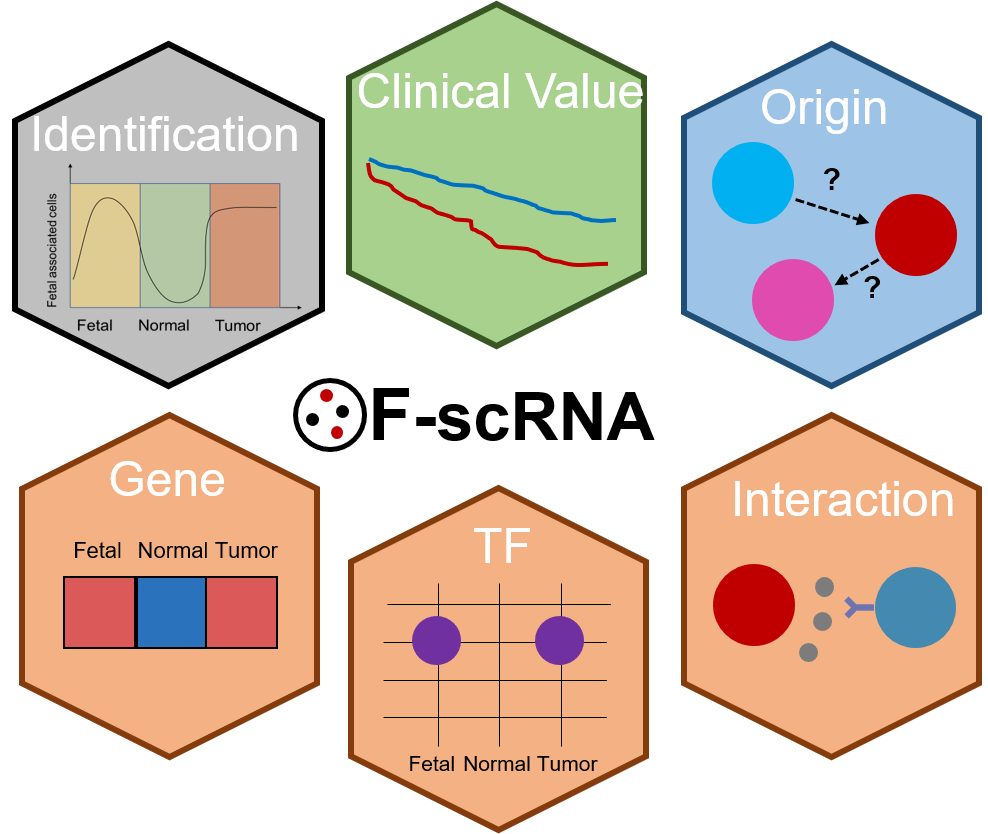 Identification
Fetal associated cells
Fetal Normal Tumor
Clinical Value
Origin
?
?
F-scRNA
Gene
Fetal Normal Tumor
TF
Fetal Normal Tumor
Interaction